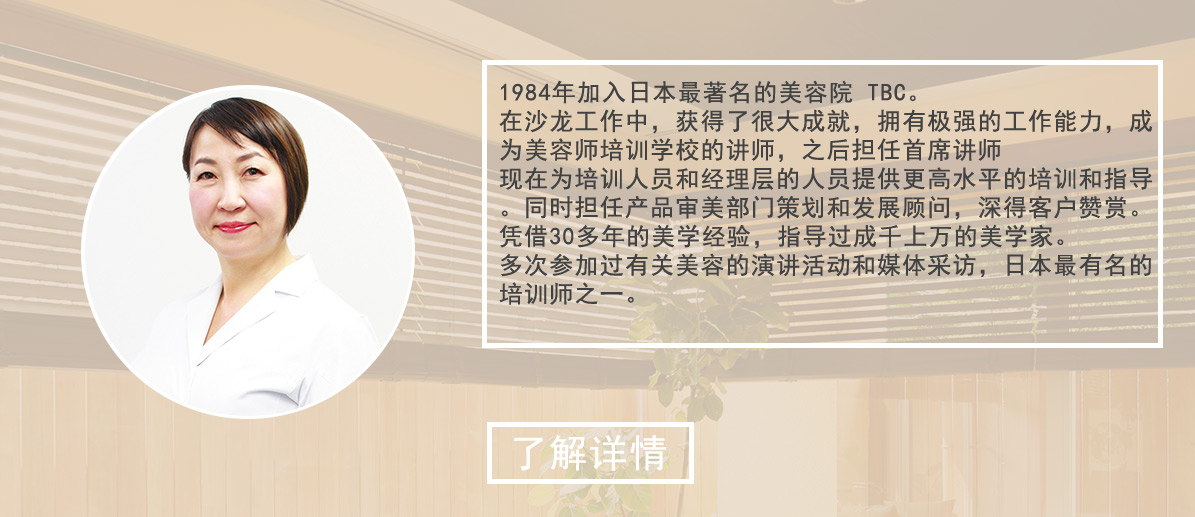 1984年加入日本最著名的美容院 TBC。
在沙龙工作中，获得了很大成就，拥有极强的工作能力，成
为美容师培训学校的讲师，之后担任首席讲师
现在为培训人员和经理层的人员提供更高水平的培训和指导
。同时担任产品审美部门策划和发展顾问，深得客户赞赏。
凭借30多年的美学经验，指导过成千上万的美学家。
多次参加过有关美容的演讲活动和媒体采访，日本最有名的
培训师之一。
了解详情